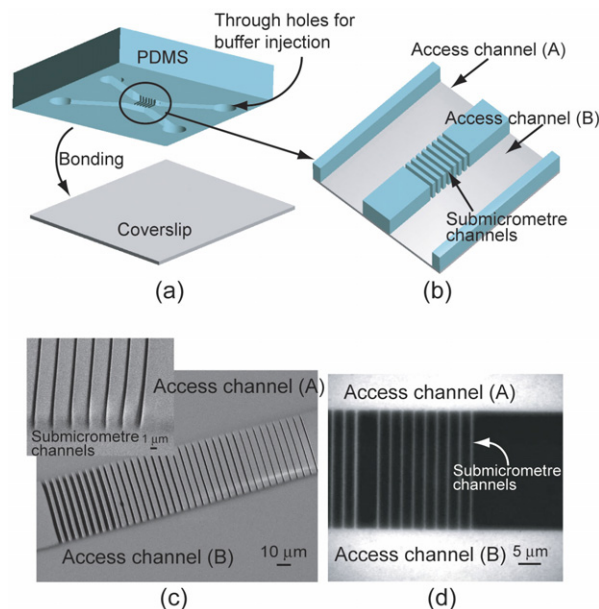 Through holes for
buffer injection
PDMS
Bonding
Coverslip
(a)
Access channel (A)
Access channel (B)
Submicrometre
channels
(b)
Access channel (A)
Submicrometre
channels
1 μm
Access channel (B)
10 μm
(c)
Access channel (A)
Submicrometre
channels
Access channel (B)
5 μm
(d)